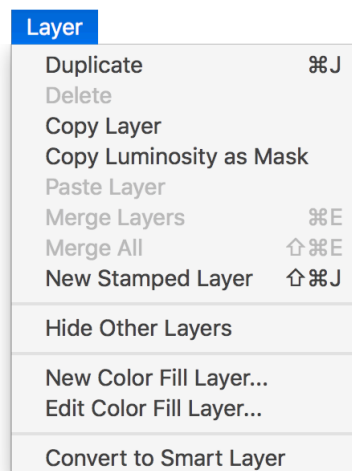 Layer
Duplicate ⌘J
Delete
Copy Layer
Copy Luminosity as Mask
Paste Layer
Merge Layers ⌘E
Merge All ⇧⌘E
New Stamped Layer ⇧⌘J
Hide Other Layers
New Color Fill Layer...
Edit Color Fill Layer...
Convert to Smart Layer